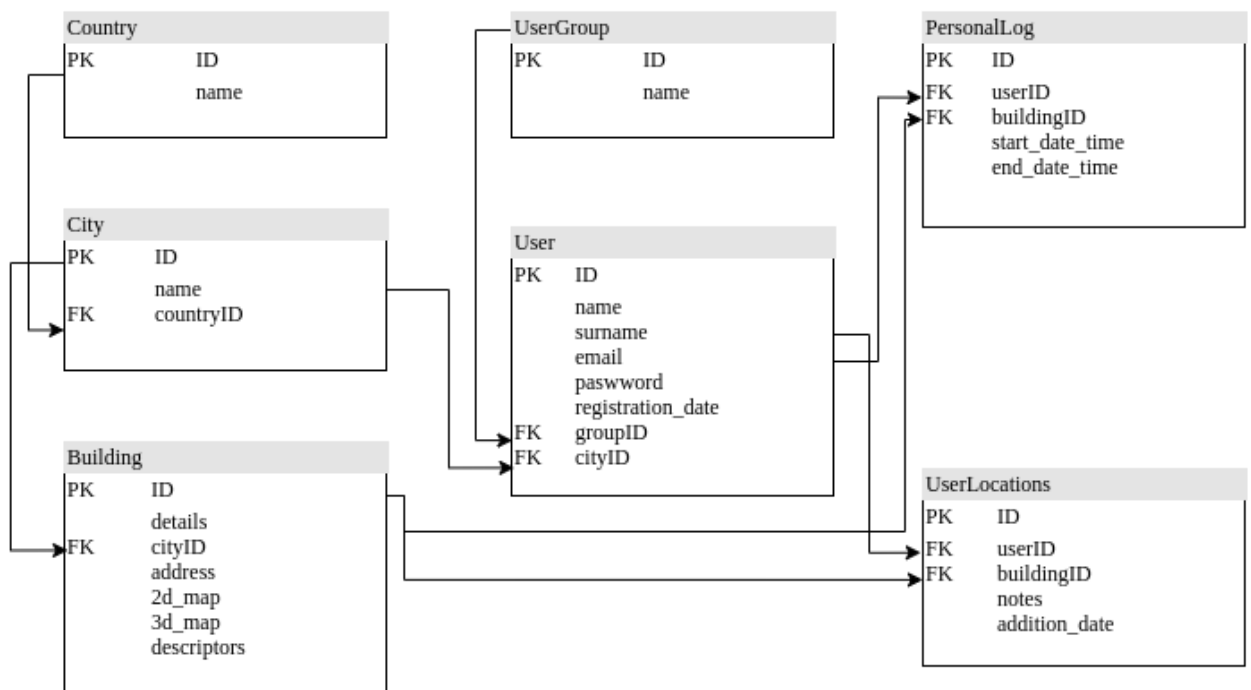 Country
PK ID
name
UserGroup
PK ID
name
PersonalLog
PK ID
FK userID
FK buildingID
start_date_time
end_date_time
City
PK ID
name
FK countryID
User
PK ID
name
surname
email
paswword
registration_date
FK groupID
FK cityID
Building
PK ID
details
FK cityID
address
2d_map
3d_map
descriptors
UserLocations
PK ID
FK userID
FK buildingID
notes
addition_date